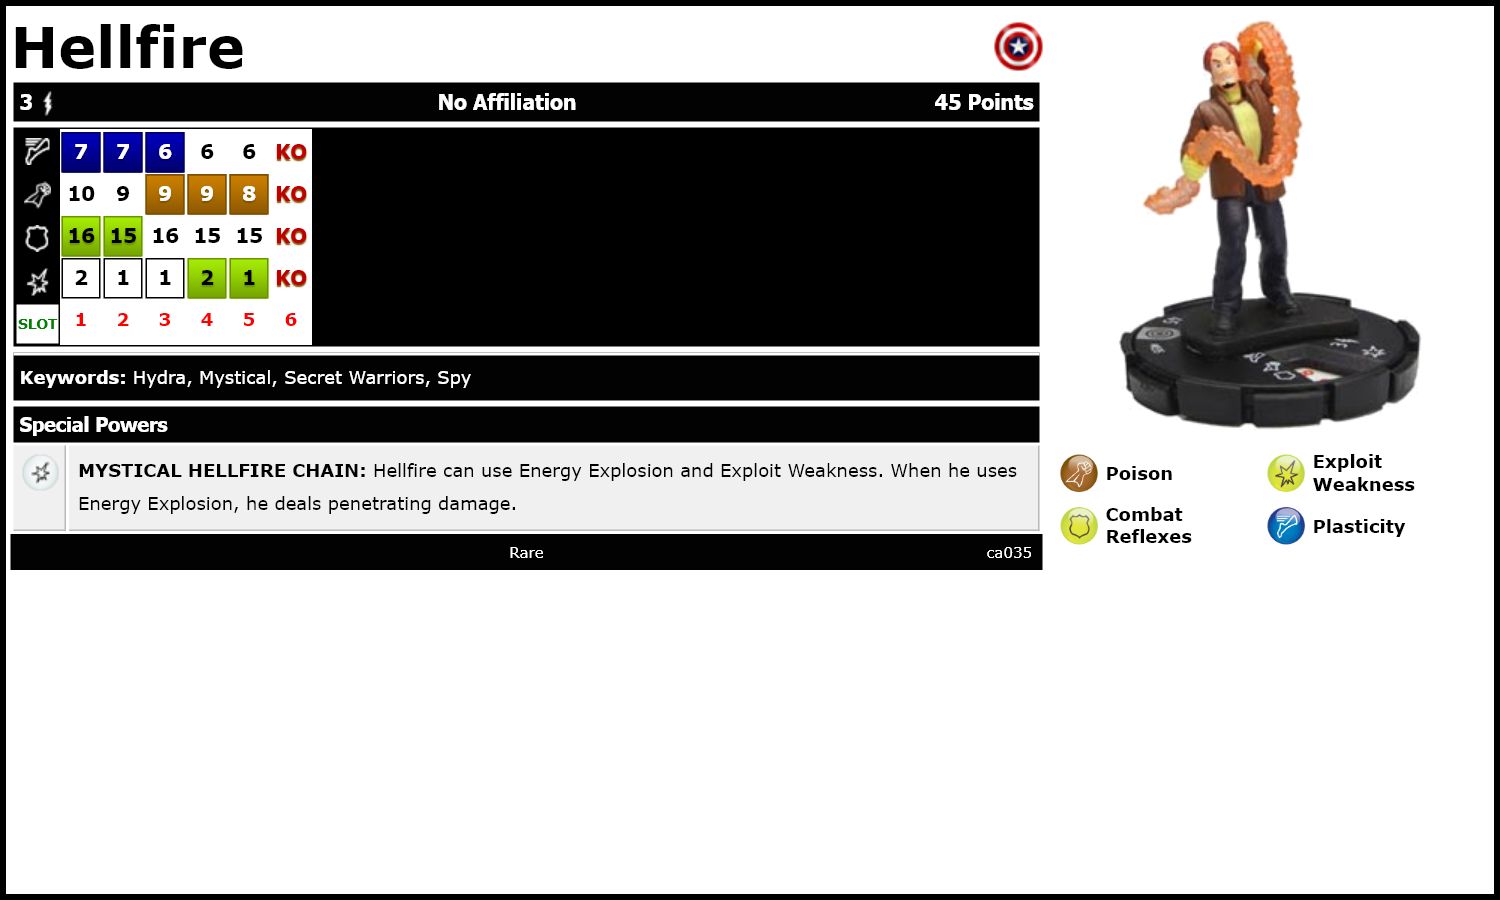 Hellfire
3 No Affiliation 45 Points
7 7 6 6 6 KO
10 9 9 9 8 KO
16 15 16 15 15 KO
2 1 1 2 1 KO
SLOT 1 2 3 4 5 6
Keywords: Hydra, Mystical, Secret Warriors, Spy
Special Powers
MYSTICAL HELLFIRE CHAIN: Hellfire can use Energy Explosion and Exploit Weakness. When he uses
Energy Explosion, he deals penetrating damage.
Rare ca035
Poison
Exploit
Weakness
Combat
Reflexes
Plasticity